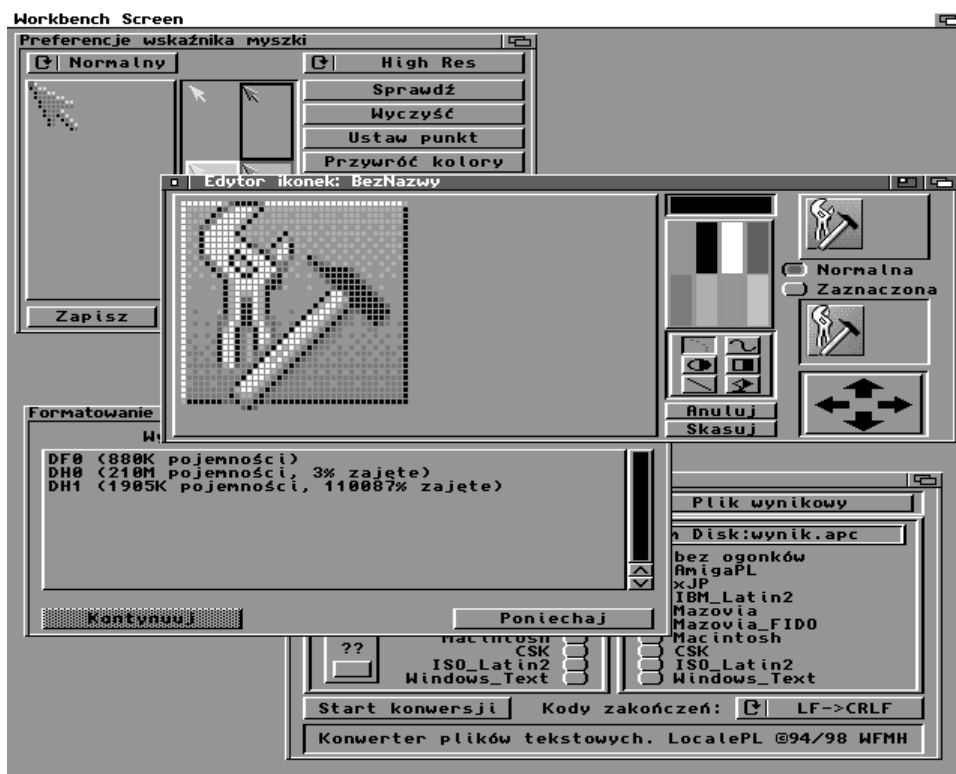 Workbench Screen
Preferencje wskaźnika myszki
Normalny
High Res
Sprawdź
Wyczyść
Ustaw punkt
Przywróć kolory
Zapisz
Edytor ikonek: BezNazwy
Normalna
Zaznaczona
Anuluj
Skasuj
Formatowanie
DF0 (880K pojemności)
DH0 (210M pojemności, 3% zajęte)
DH1 (1905K pojemności, 110087% zajęte)
Kontynuuj
Poniechaj
Plik wynikowy
Disk:wynik.apc
bez ogonków
AmigaPL
xJP
IBM_Latin2
Mazovia
Mazovia_FIDO
Macintosh
Macintosh
??
CSK
CSK
ISO_Latin2
ISO_Latin2
Windows_Text
Windows_Text
Start konwersji
Kody zakończeń:
LF->CRLF
Konwerter plików tekstowych. LocalePL ©94/98 WFMH